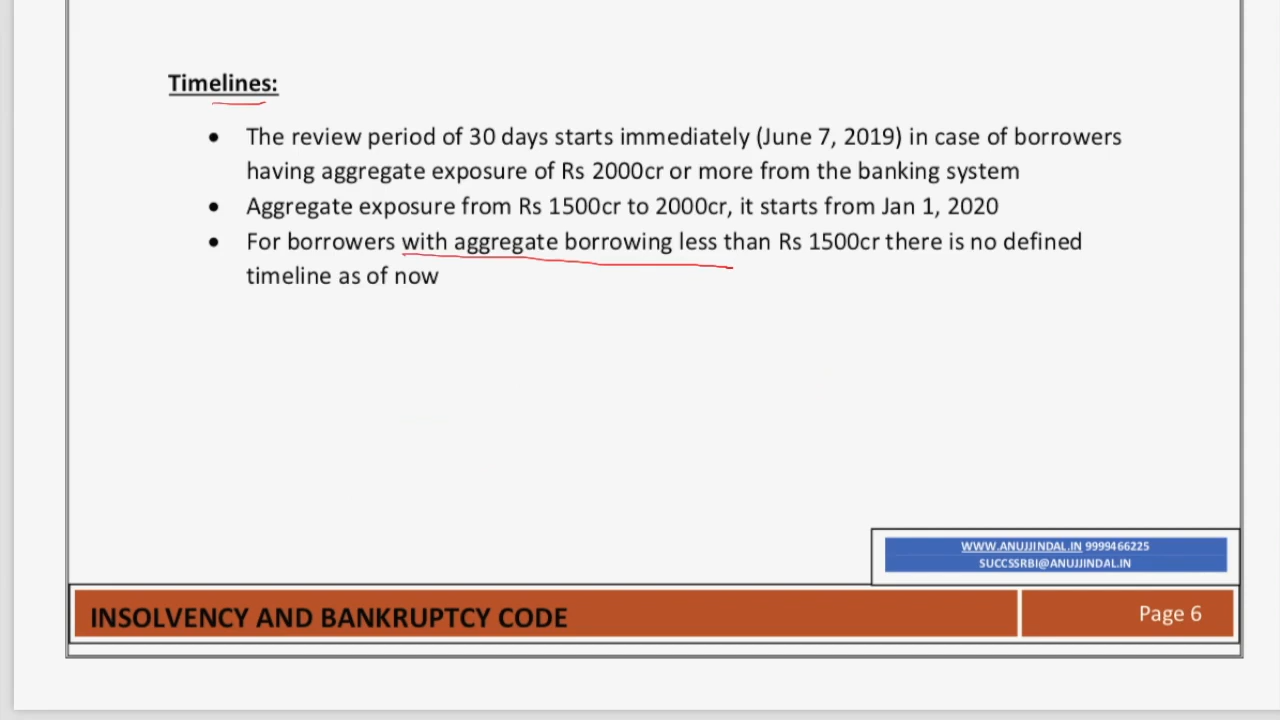 Timelines:
• The review period of 30 days starts immediately (June 7, 2019) in case of borrowers
having aggregate exposure of Rs 2000cr or more from the banking system
• Aggregate exposure from Rs 1500cr to 2000cr, it starts from Jan 1, 2020
• For borrowers with aggregate borrowing less than Rs 1500cr there is no defined
timeline as of now
WWW.ANUJJINDAL.IN 9999466225
SUCCSSRBI@ANUJJINDAL.IN
INSOLVENCY AND BANKRUPTCY CODE
Page 6